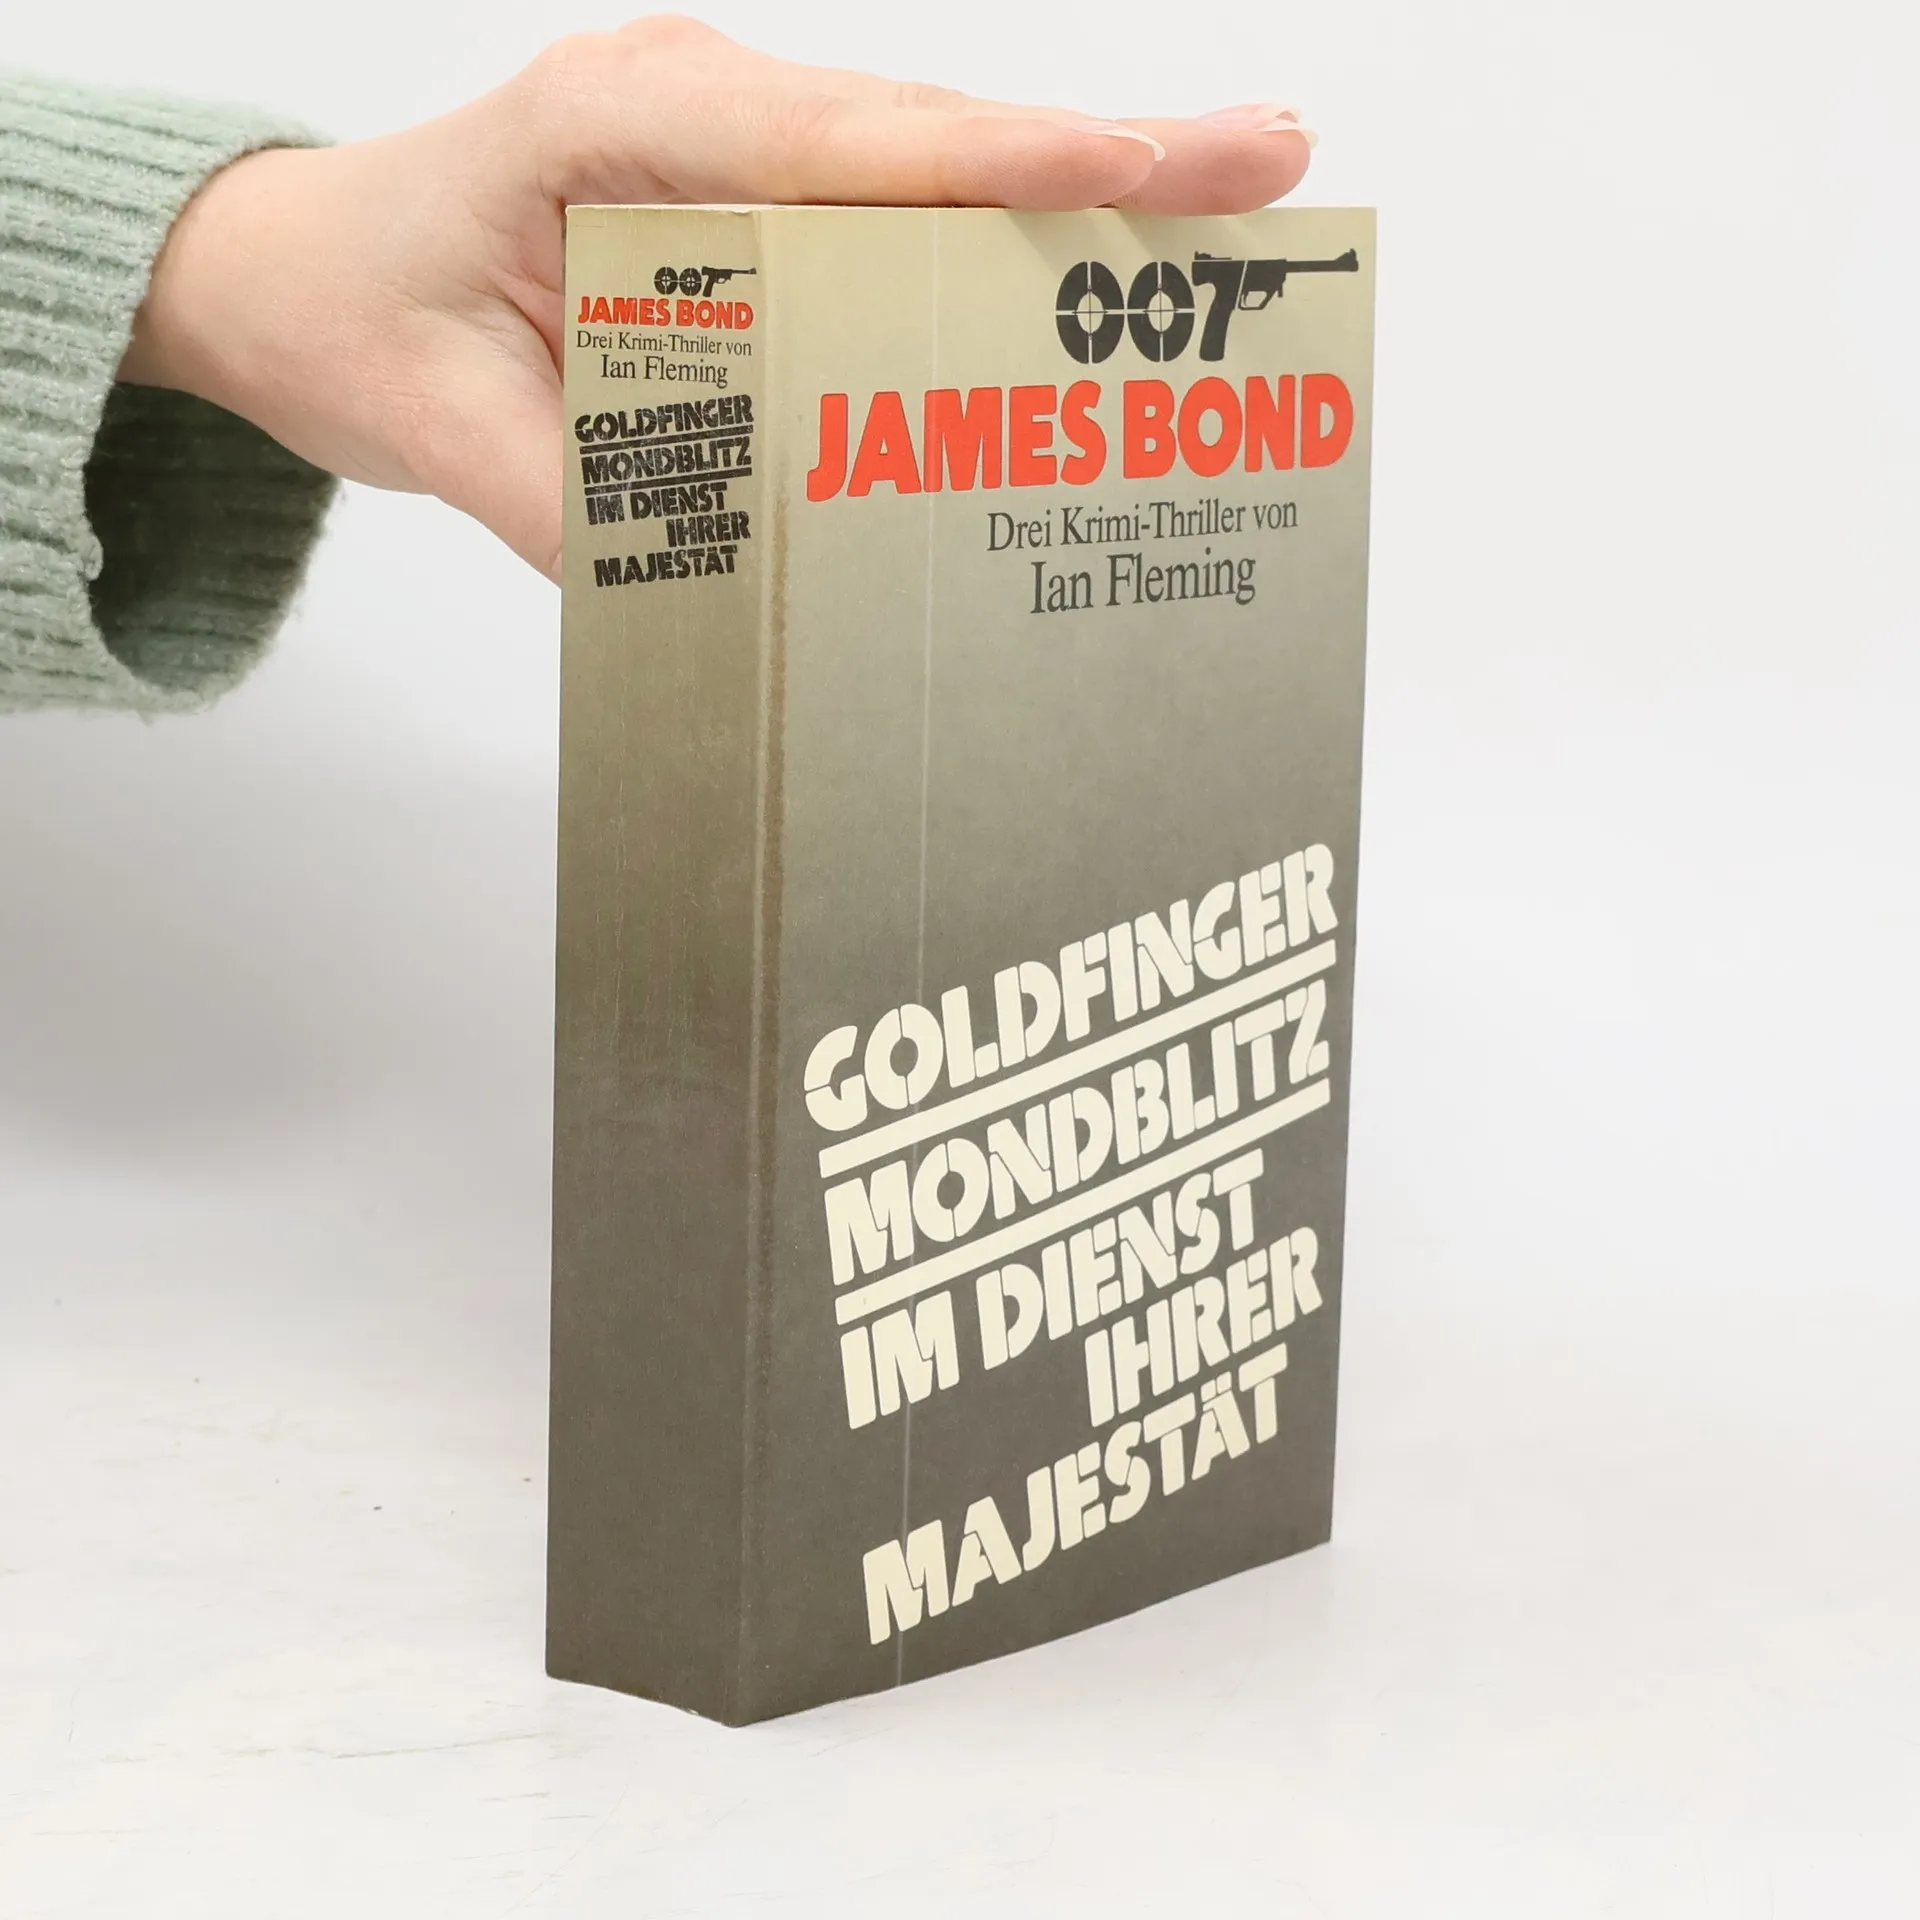 007
JAMES BOND
Drei Krimi-Thriller von
Ian Fleming
GOLDFINGER
MONDBLITZ
IM DIENST
IHRER
MAJESTÄT
007
JAMES BOND
Drei Krimi-Thriller von
Ian Fleming
GOLDFINGER
MONDBLITZ
IM DIENST
IHRER
MAJESTÄT